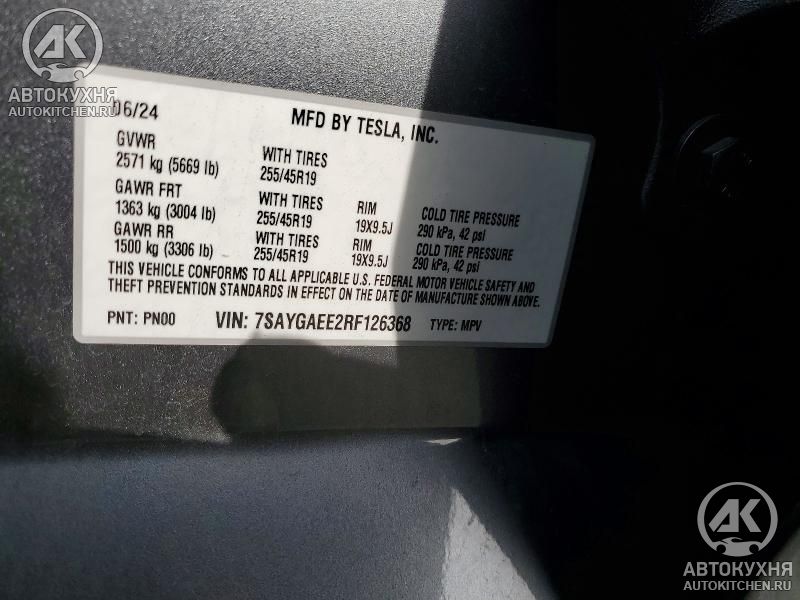 AK
АВТОКУХНЯ
AUTOKITCHEN.RU
06/24
MFD BY TESLA, INC.
GVWR
2571 kg (5669 lb)
WITH TIRES
255/45R19
GAWR FRT
1363 kg (3004 lb)
WITH TIRES
255/45R19
RIM
19X9.5J
COLD TIRE PRESSURE
290 kPa, 42 psi
GAWR RR
1500 kg (3306 lb)
WITH TIRES
255/45R19
RIM
19X9.5J
COLD TIRE PRESSURE
290 kPa, 42 psi
THIS VEHICLE CONFORMS TO ALL APPLICABLE U.S. FEDERAL MOTOR VEHICLE SAFETY AND
THEFT PREVENTION STANDARDS IN EFFECT ON THE DATE OF MANUFACTURE SHOWN ABOVE.
PNT: PN00 VIN: 7SAYGAEE2RF126368 TYPE: MPV
AK
АВТОКУХНЯ
AUTOKITCHEN.RU